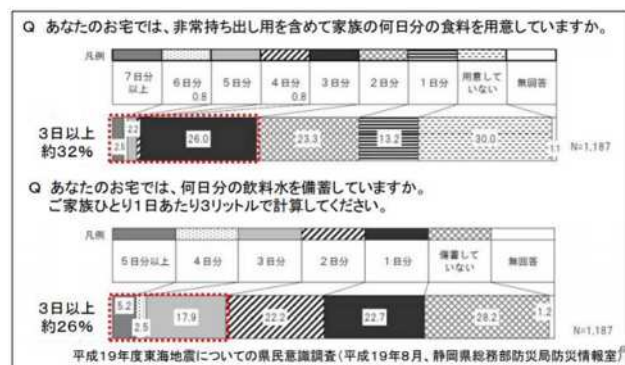 Q あなたのお宅では、非常持ち出し用を含めて家族の何日分の食料を用意していますか。
凡例
7日分以上 6日分 5日分 4日分 3日分 2日分 1日分 用意していない 無回答
0.8 0.8
3日以上
約32%
2.5 2.2 26.0 23.3 13.2 30.0 1.1
N=1,187
Q あなたのお宅では、何日分の飲料水を備蓄していますか。
ご家族ひとり1日あたり3リットルで計算してください。
凡例
5日分以上 4日分 3日分 2日分 1日分 備蓄していない 無回答
3日以上
約26%
5.2 2.5 17.9 22.2 22.7 28.2 1.2
N=1,187
平成19年度東海地震についての県民意識調査(平成19年8月、静岡県総務部防災局防災情報室)